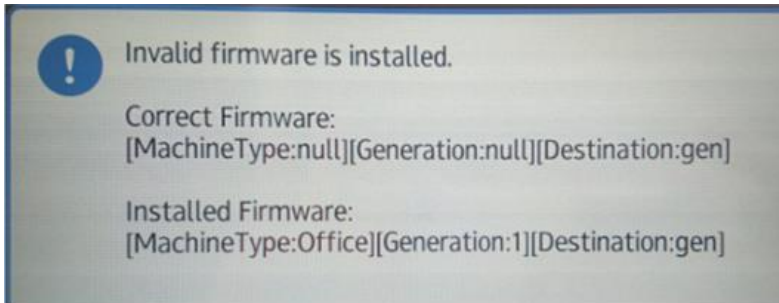 Invalid firmware is installed.
Correct Firmware:
[MachineType:null][Generation:null][Destination:gen]
Installed Firmware:
[MachineType:Office][Generation:1][Destination:gen]